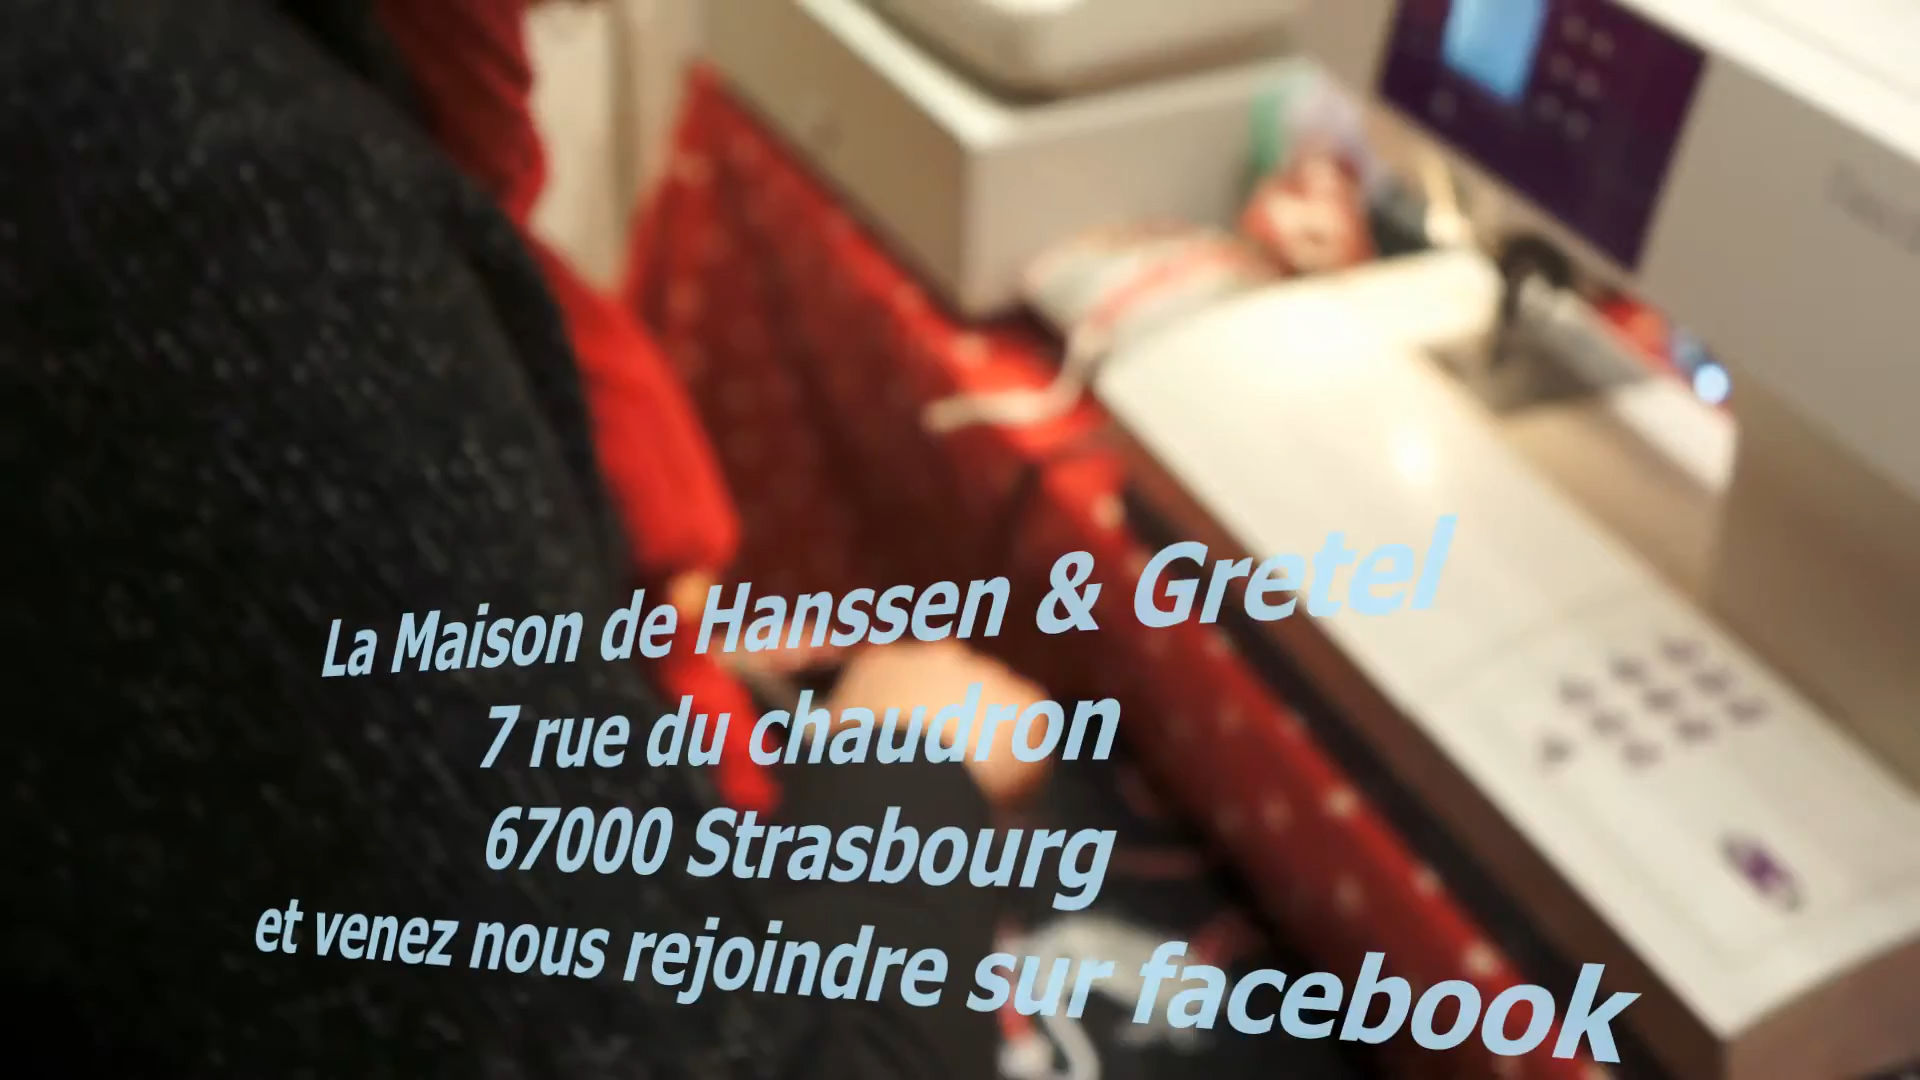 La Maison de Hanssen & Gretel
7 rue du chaudron
67000 Strasbourg
et venez nous rejoindre sur facebook